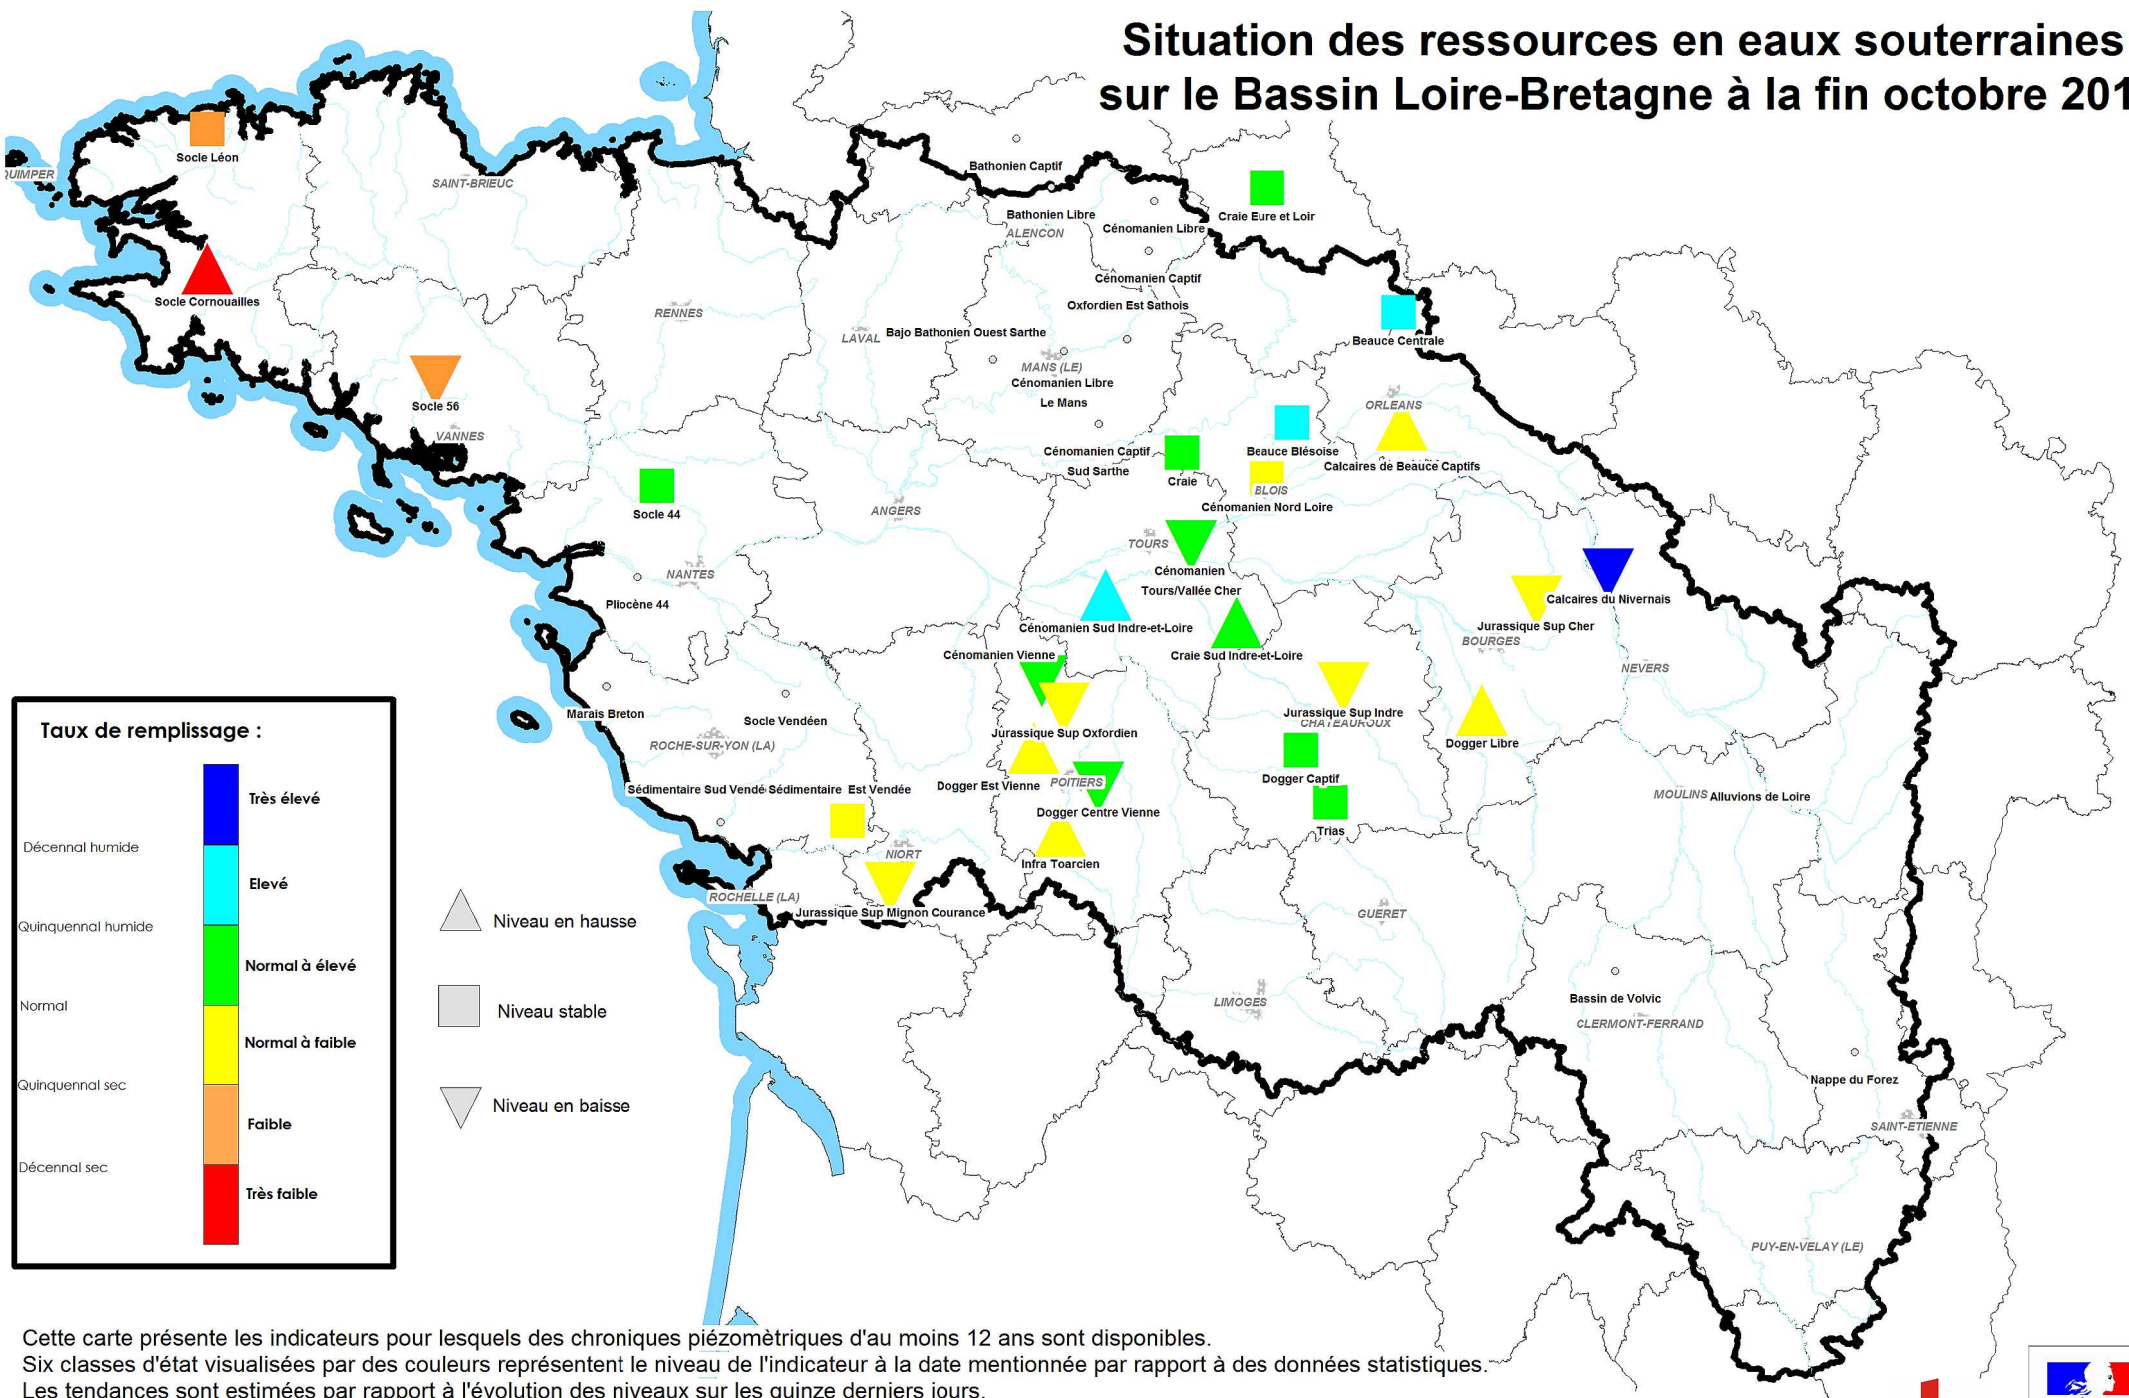 Situation des ressources en eaux souterraines
sur le Bassin Loire-Bretagne à la fin octobre 201
Socle Léon
QUIMPER
SAINT-BRIEUC
Bathonien Captif
Bathonien Libre
ALENCON
Cénomanien Libre
Craie Eure et Loir
Socle Cornouailles
RENNES
Cénomanien Captif
Oxfordien Est Sathois
LAVAL
Bajo Bathonien Ouest Sarthe
Beauce Centrale
MANS (LE)
Cénomanien Libre
Le Mans
Socle 56
VANNES
ORLEANS
Cénomanien Captif
Sud Sarthe
Craie
Beauce Blésoise
Calcaires de Beauce Captifs
BLOIS
Cénomanien Nord Loire
Socle 44
ANGERS
TOURS
Cénomanien
Tours/Vallée Cher
NANTES
Pliocène 44
Calcaires du Nivernais
Jurassique Sup Cher
BOURGES
Cénomanien Sud Indre-et-Loire
Craie Sud Indre-et-Loire
Cénomanien Vienne
NEVERS
Marais Breton
Socle Vendéen
ROCHE-SUR-YON (LA)
Jurassique Sup Oxfordien
Jurassique Sup Indre
CHATEAUROUX
Dogger Libre
Sédimentaire Sud Vendé
Sédimentaire Est Vendée
Dogger Est Vienne
POITIERS
Dogger Captif
Dogger Centre Vienne
Trias
MOULINS
Alluvions de Loire
NIORT
Infra Toarcien
ROCHELLE (LA)
Jurassique Sup Mignon Courance
GUERET
LIMOGES
Bassin de Volvic
CLERMONT-FERRAND
Nappe du Forez
SAINT-ETIENNE
PUY-EN-VELAY (LE)
Taux de remplissage :
Très élevé
Décennal humide
Elevé
Quinquennal humide
Normal à élevé
Normal
Normal à faible
Quinquennal sec
Faible
Décennal sec
Très faible
Niveau en hausse
Niveau stable
Niveau en baisse
Cette carte présente les indicateurs pour lesquels des chroniques piézomètriques d'au moins 12 ans sont disponibles.
Six classes d'état visualisées par des couleurs représentent le niveau de l'indicateur à la date mentionnée par rapport à des données statistiques.
Les tendances sont estimées par rapport à l'évolution des niveaux sur les quinze derniers jours.